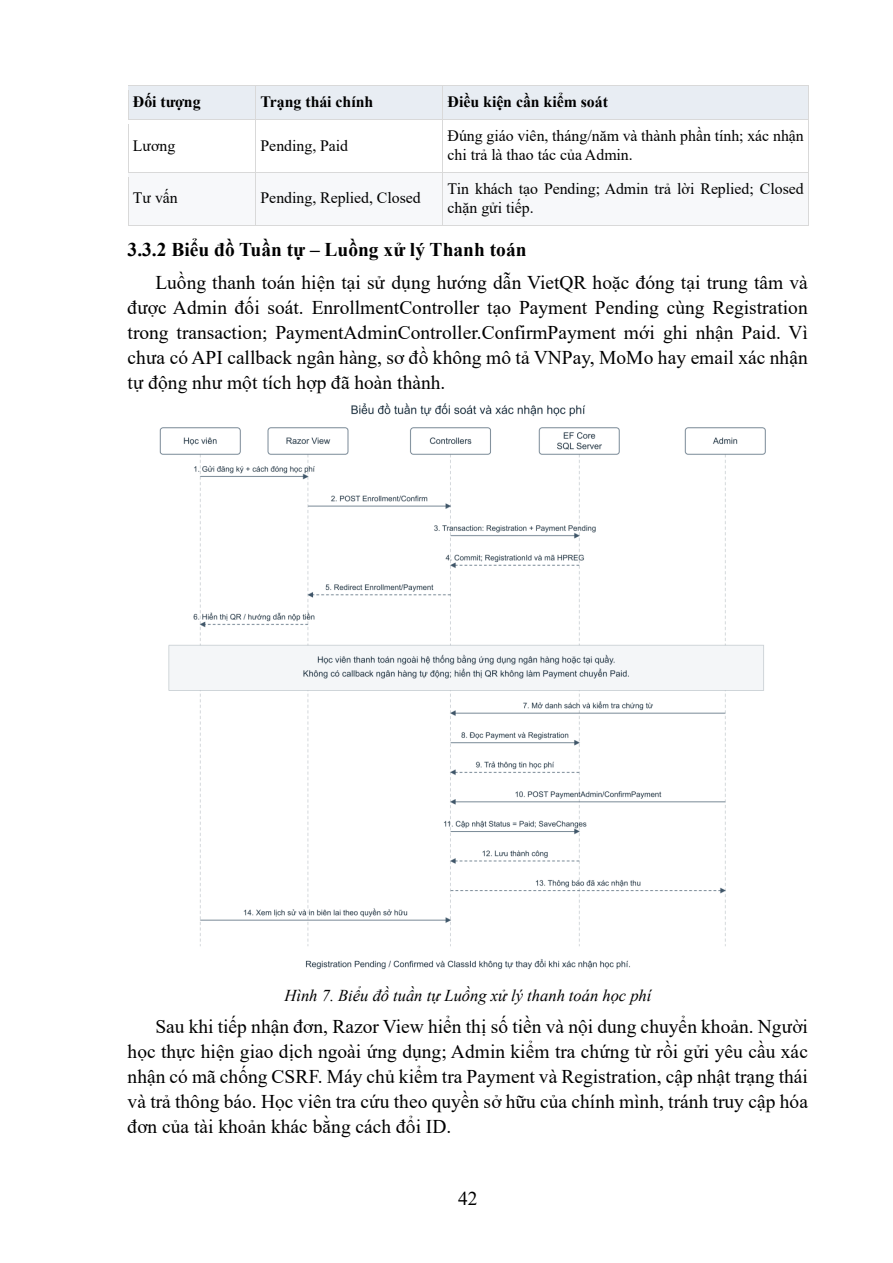 Đối tượng
Trạng thái chính
Điều kiện cần kiểm soát
Lương
Pending, Paid
Đúng giáo viên, tháng/năm và thành phần tính; xác nhận
chi trả là thao tác của Admin.
Tư vấn
Pending, Replied, Closed
Tin khách tạo Pending; Admin trả lời Replied; Closed
chặn gửi tiếp.
3.3.2 Biểu đồ Tuần tự – Luồng xử lý Thanh toán
Luồng thanh toán hiện tại sử dụng hướng dẫn VietQR hoặc đóng tại trung tâm và
được Admin đối soát. EnrollmentController tạo Payment Pending cùng Registration
trong transaction; PaymentAdminController.ConfirmPayment mới ghi nhận Paid. Vì
chưa có API callback ngân hàng, sơ đồ không mô tả VNPay, MoMo hay email xác nhận
tự động như một tích hợp đã hoàn thành.
Biểu đồ tuần tự đối soát và xác nhận học phí
Học viên
Razor View
Controllers
EF Core
SQL Server
Admin
1. Gửi đăng ký + cách đóng học phí
2. POST Enrollment/Confirm
3. Transaction: Registration + Payment Pending
4. Commit; RegistrationId và mã HPREG
5. Redirect Enrollment/Payment
6. Hiển thị QR / hướng dẫn nộp tiền
Học viên thanh toán ngoài hệ thống bằng ứng dụng ngân hàng hoặc tại quầy.
Không có callback ngân hàng tự động; hiển thị QR không làm Payment chuyển Paid.
7. Mở danh sách và kiểm tra chứng từ
8. Đọc Payment và Registration
9. Trả thông tin học phí
10. POST PaymentAdmin/ConfirmPayment
11. Cập nhật Status = Paid; SaveChanges
12. Lưu thành công
13. Thông báo đã xác nhận thu
14. Xem lịch sử và in biên lai theo quyền sở hữu
Registration Pending / Confirmed và ClassId không tự thay đổi khi xác nhận học phí.
Hình 7. Biểu đồ tuần tự Luồng xử lý thanh toán học phí
Sau khi tiếp nhận đơn, Razor View hiển thị số tiền và nội dung chuyển khoản. Người
học thực hiện giao dịch ngoài ứng dụng; Admin kiểm tra chứng từ rồi gửi yêu cầu xác
nhận có mã chống CSRF. Máy chủ kiểm tra Payment và Registration, cập nhật trạng thái
và trả thông báo. Học viên tra cứu theo quyền sở hữu của chính mình, tránh truy cập hóa
đơn của tài khoản khác bằng cách đổi ID.
42